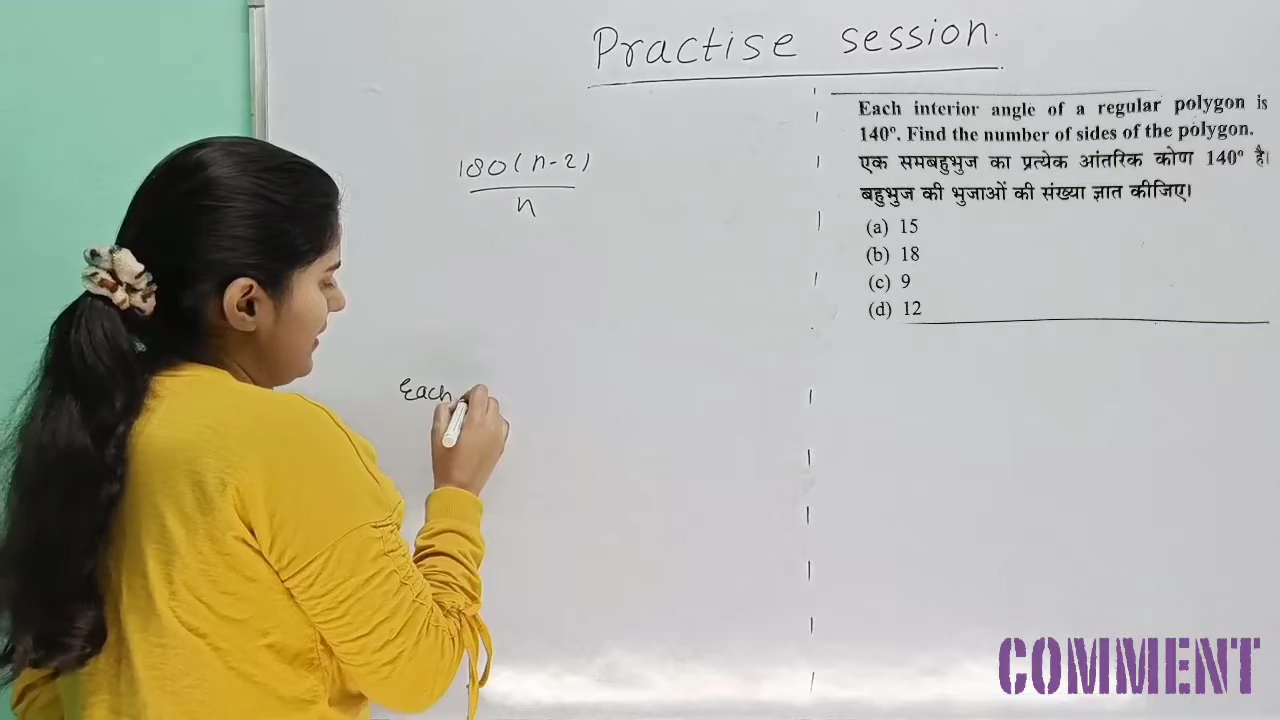 Practise session.
180(n-2)
n
Each
Each interior angle of a regular polygon is
140°. Find the number of sides of the polygon.
एक समबहुभुज का प्रत्येक आंतरिक कोण 140° है।
बहुभुज की भुजाओं की संख्या ज्ञात कीजिए।
(a) 15
(b) 18
(c) 9
(d) 12
COMMENT